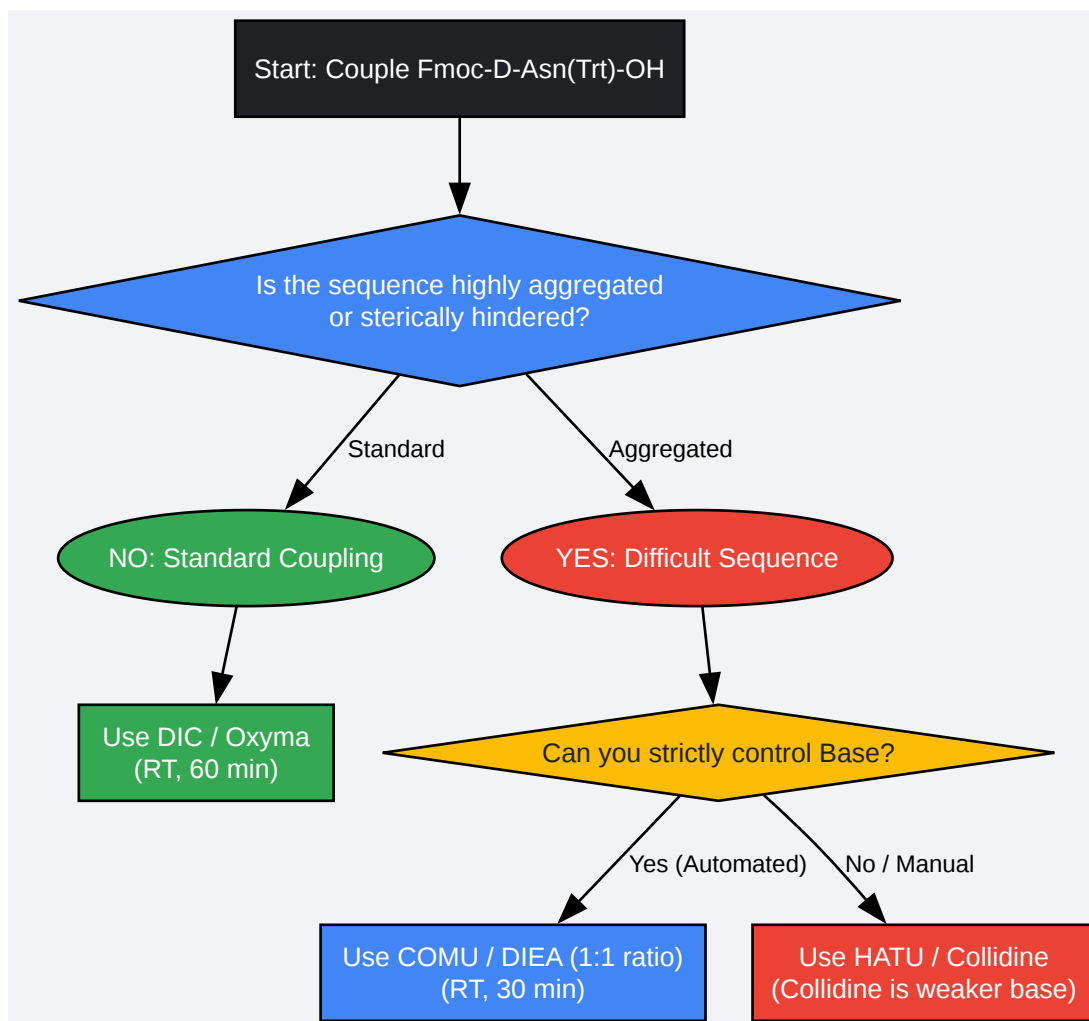 Start: Couple Fmoc-D-Asn(Trt)-OH
Is the sequence highly aggregated
or sterically hindered?
Standard
Aggregated
NO: Standard Coupling
YES: Difficult Sequence
Use DIC / Oxyma
(RT, 60 min)
Can you strictly control Base?
Yes (Automated)
No / Manual
Use COMU / DIEA (1:1 ratio)
(RT, 30 min)
Use HATU / Collidine
(Collidine is weaker base)